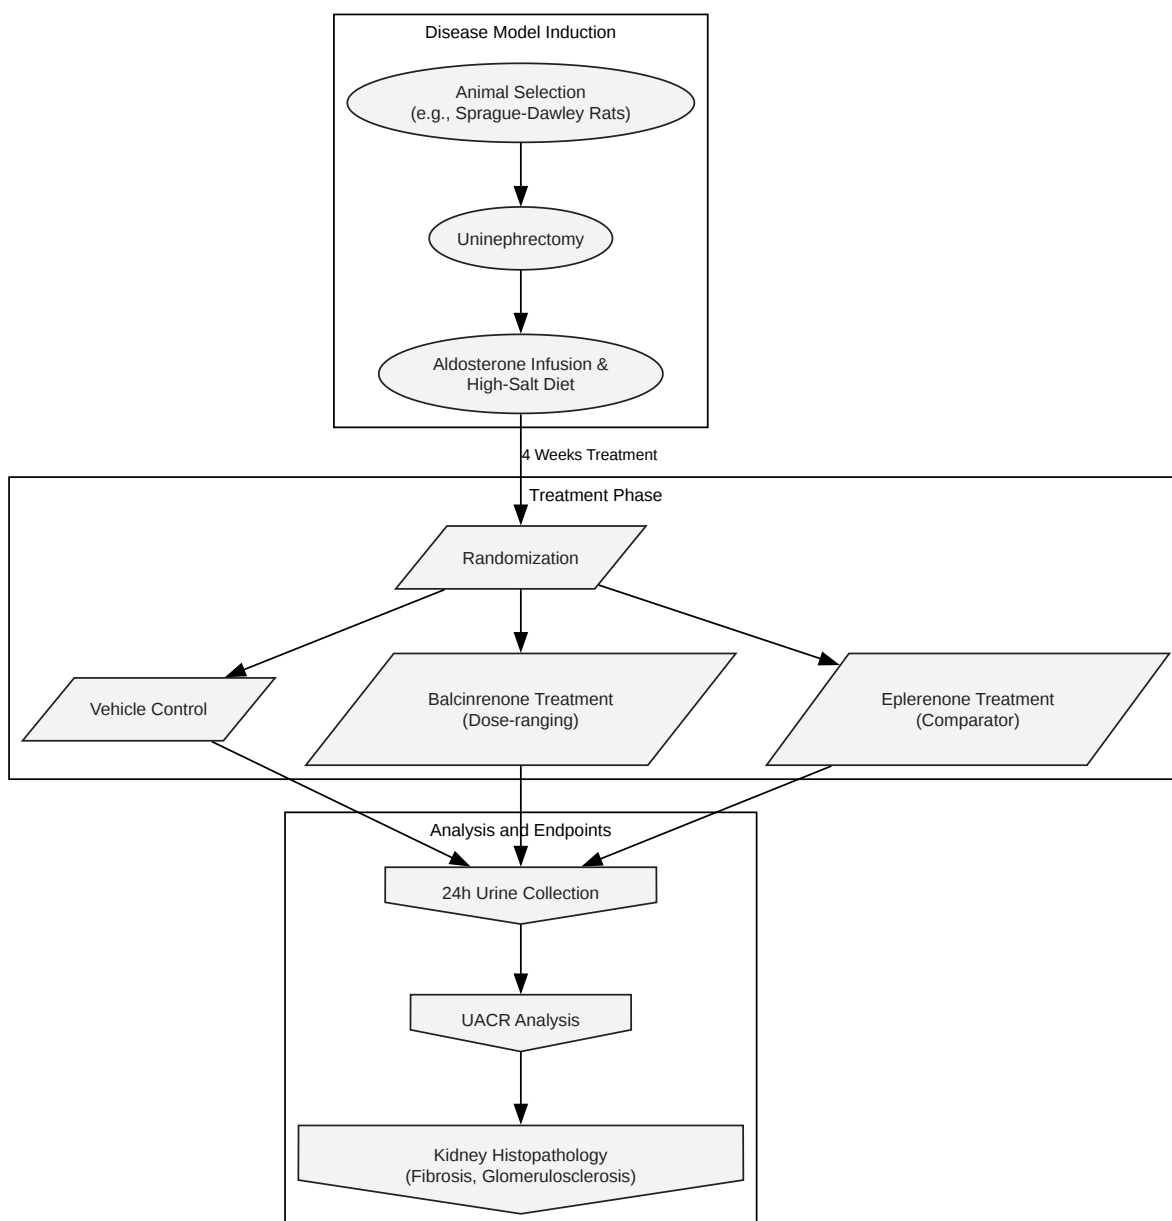 Disease Model Induction
Animal Selection
(e.g., Sprague-Dawley Rats)
Uninephrectomy
Aldosterone Infusion &
High-Salt Diet
4 Weeks Treatment
Treatment Phase
Randomization
Vehicle Control
Balcinrenone Treatment
(Dose-ranging)
Eplerenone Treatment
(Comparator)
Analysis and Endpoints
24h Urine Collection
UACR Analysis
Kidney Histopathology
(Fibrosis, Glomerulosclerosis)